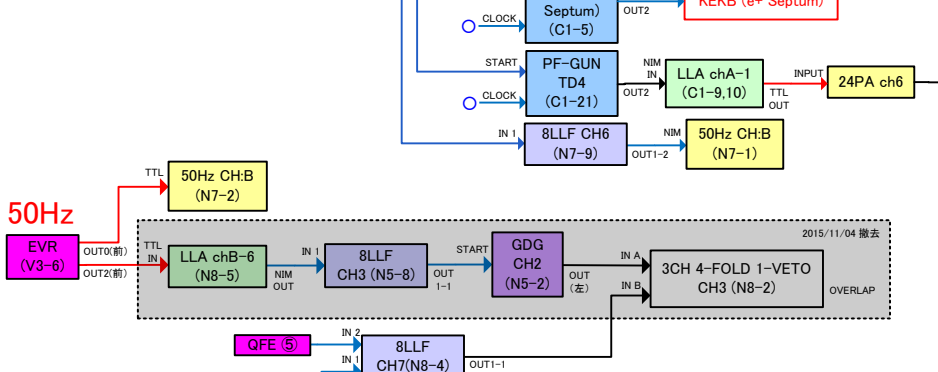 Septum)
(C1-5)
CLOCK
OUT2
KEKB (e+ Septum)
START
PF-GUN
TD4
(C1-21)
CLOCK
OUT2
NIM
IN
LLA chA-1
(C1-9,10)
TTL
OUT
INPUT
24PA ch6
IN 1
8LLF CH6
(N7-9)
OUT1-2
NIM
50Hz CH:B
(N7-1)
TTL
50Hz CH:B
(N7-2)
50Hz
EVR
(V3-6)
OUT0(前)
OUT2(前)
2015/11/04 撤去
TTL
IN
LLA chB-6
(N8-5)
NIM
OUT
IN 1
8LLF
CH3 (N5-8)
OUT
1-1
START
GDG
CH2
(N5-2)
OUT
(左)
IN A
IN B
3CH 4-FOLD 1-VETO
CH3 (N8-2)
OVERLAP
QFE ⑤
IN 2
IN 1
8LLF
CH7(N8-4)
OUT1-1